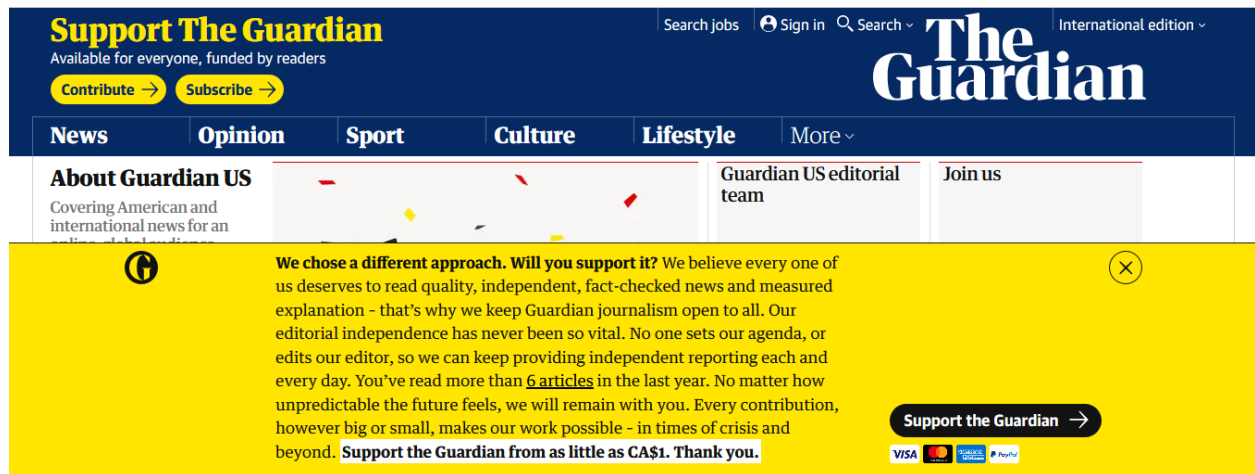 Support The Guardian
Available for everyone, funded by readers
Contribute
Subscribe
Search jobs
Sign in
Search
International edition
The
Guardian
News
Opinion
Sport
Culture
Lifestyle
More
About Guardian US
Covering American and
international news for an
online, global audience
Guardian US editorial
team
Join us
We chose a different approach. Will you support it? We believe every one of
us deserves to read quality, independent, fact-checked news and measured
explanation – that's why we keep Guardian journalism open to all. Our
editorial independence has never been so vital. No one sets our agenda, or
edits our editor, so we can keep providing independent reporting each and
every day. You've read more than 6 articles in the last year. No matter how
unpredictable the future feels, we will remain with you. Every contribution,
however big or small, makes our work possible – in times of crisis and
beyond. Support the Guardian from as little as CA$1. Thank you.
Support the Guardian
VISA
PayPal